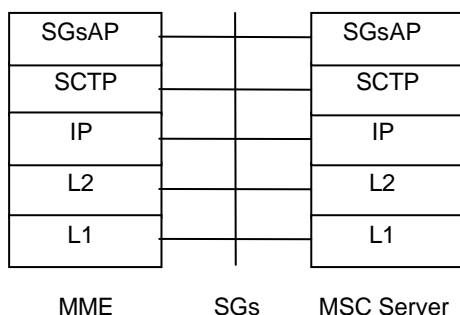 SGsAP SGsAP
SCTP SCTP
IP IP
L2 L2
L1 L1
MME SGs MSC Server